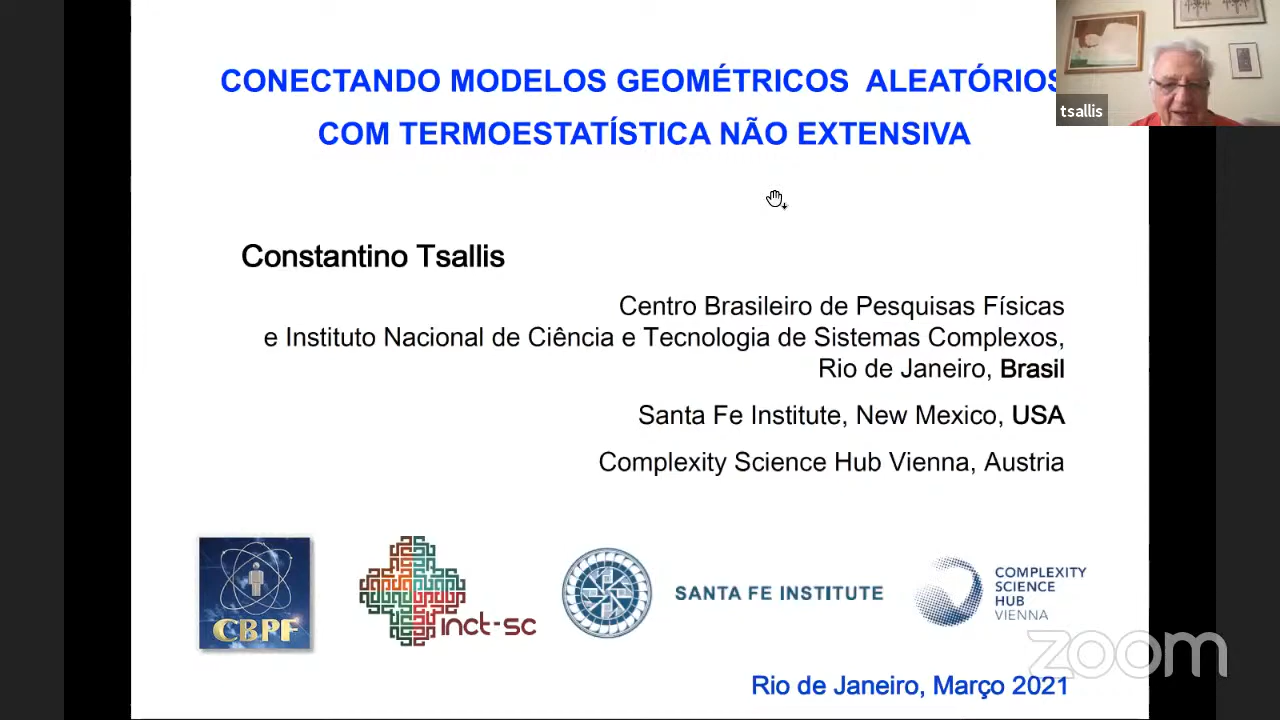 CONECTANDO MODELOS GEOMÉTRICOS ALEATÓRIOS
COM TERMOESTATÍSTICA NÃO EXTENSIVA
tsallis
Constantino Tsallis
Centro Brasileiro de Pesquisas Físicas
e Instituto Nacional de Ciência e Tecnologia de Sistemas Complexos,
Rio de Janeiro, Brasil
Santa Fe Institute, New Mexico, USA
Complexity Science Hub Vienna, Austria
CBPF
inct-sc
SANTA FE INSTITUTE
COMPLEXITY
SCIENCE
HUB
VIENNA
zoom
Rio de Janeiro, Março 2021